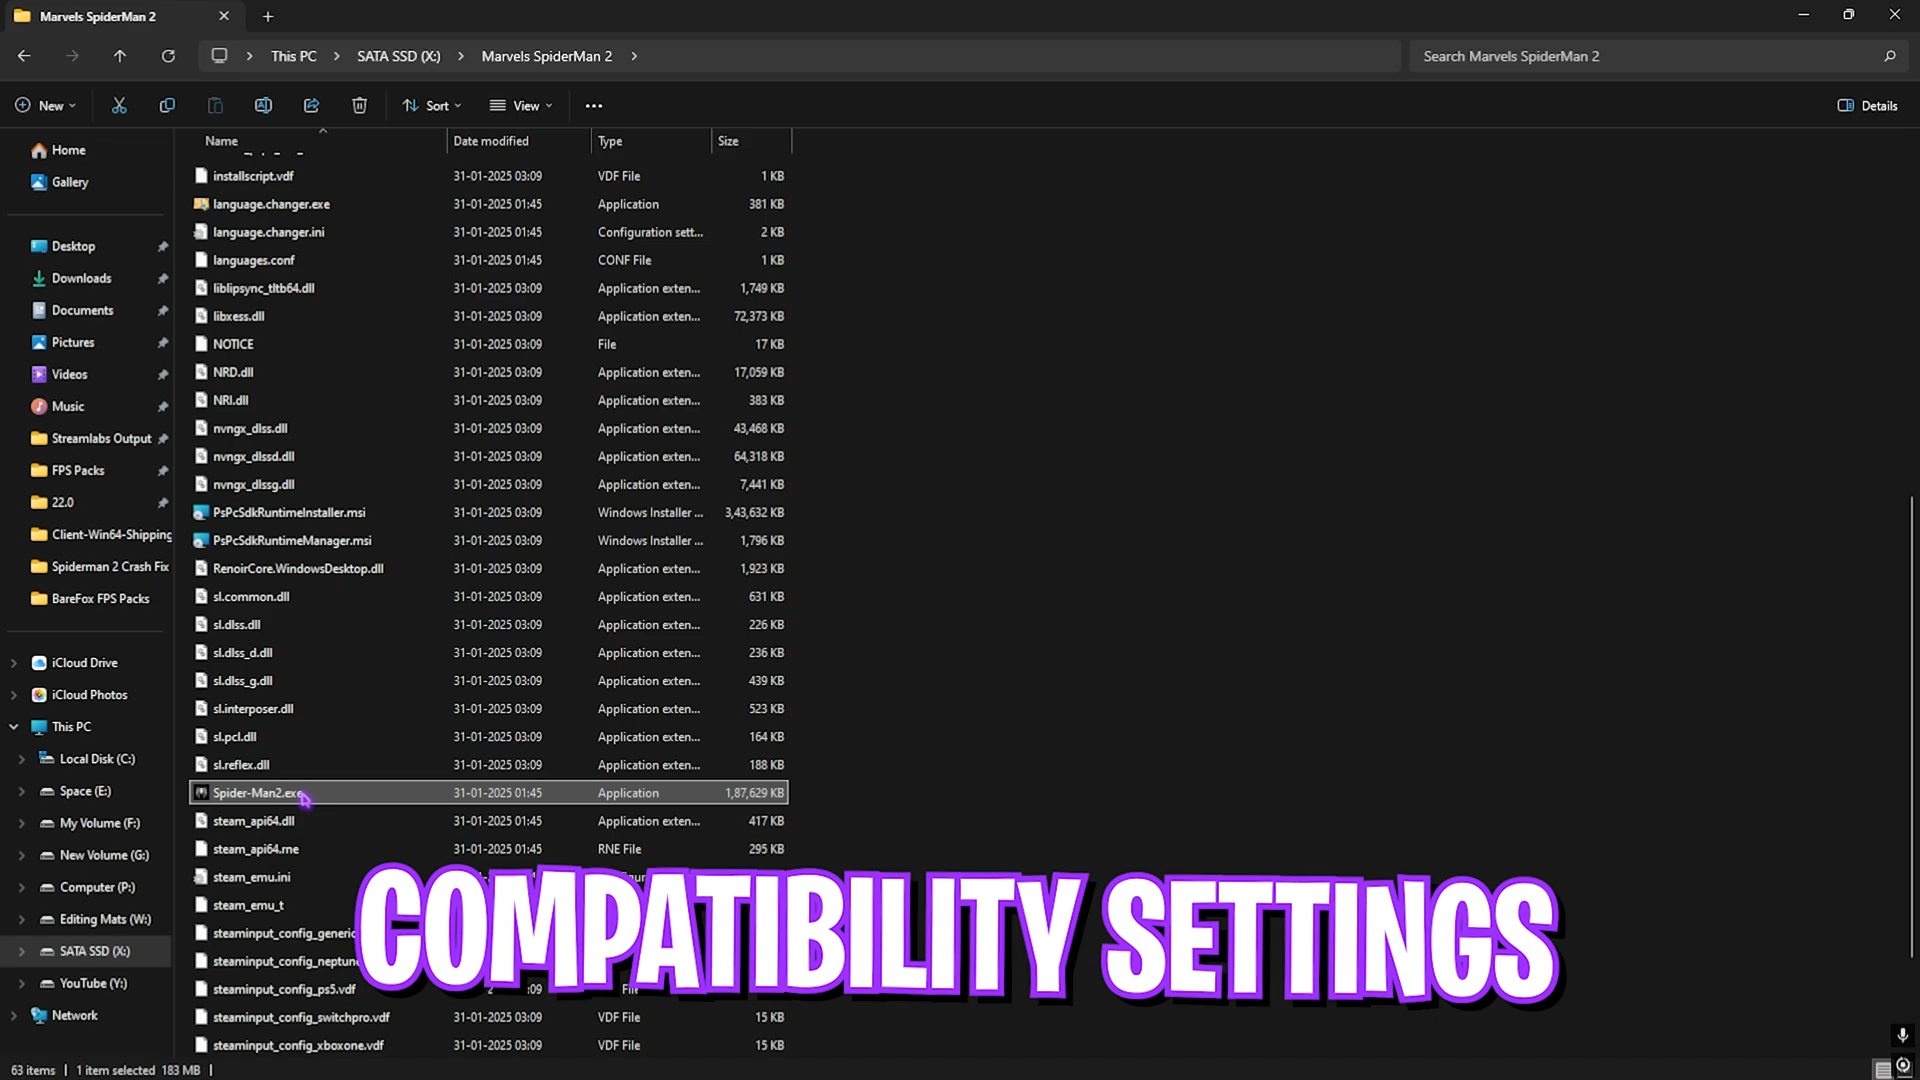 Marvels SpiderMan 2
This PC > SATA SSD (X:) > Marvels SpiderMan 2 >
Search Marvels SpiderMan 2
New
Sort
View
Details
Name Date modified Type Size
installscript.vdf 31-01-2025 03:09 VDF File 1 KB
language.changer.exe 31-01-2025 01:45 Application 381 KB
language.changer.ini 31-01-2025 01:45 Configuration sett... 2 KB
languages.conf 31-01-2025 01:45 CONF File 1 KB
liblipsync_tltb64.dll 31-01-2025 03:09 Application exten... 1,749 KB
libxess.dll 31-01-2025 03:09 Application exten... 72,373 KB
NOTICE 31-01-2025 03:09 File 17 KB
NRD.dll 31-01-2025 03:09 Application exten... 17,059 KB
NRI.dll 31-01-2025 03:09 Application exten... 383 KB
nvngx_dlss.dll 31-01-2025 03:09 Application exten... 43,468 KB
nvngx_dlssd.dll 31-01-2025 03:09 Application exten... 64,318 KB
nvngx_dlssg.dll 31-01-2025 03:09 Application exten... 7,441 KB
PsPcSdkRuntimeInstaller.msi 31-01-2025 03:09 Windows Installer ... 3,43,632 KB
PsPcSdkRuntimeManager.msi 31-01-2025 03:09 Windows Installer ... 1,796 KB
RenoirCore.WindowsDesktop.dll 31-01-2025 03:09 Application exten... 1,923 KB
sl.common.dll 31-01-2025 03:09 Application exten... 631 KB
sl.dlss.dll 31-01-2025 03:09 Application exten... 226 KB
sl.dlss_d.dll 31-01-2025 03:09 Application exten... 236 KB
sl.dlss_g.dll 31-01-2025 03:09 Application exten... 439 KB
sl.interposer.dll 31-01-2025 03:09 Application exten... 523 KB
sl.pcl.dll 31-01-2025 03:09 Application exten... 164 KB
sl.reflex.dll 31-01-2025 03:09 Application exten... 188 KB
Spider-Man2.exe 31-01-2025 01:45 Application 1,87,629 KB
steam_api64.dll 31-01-2025 01:45 Application exten... 417 KB
steam_api64.rne 31-01-2025 01:45 RNE File 295 KB
steam_emu.ini
steam_emu_t
steaminput_config_generic
steaminput_config_neptune
steaminput_config_ps5.vdf
steaminput_config_switchpro.vdf 31-01-2025 03:09 VDF File 15 KB
steaminput_config_xboxone.vdf 31-01-2025 03:09 VDF File 15 KB
Home
Gallery
Desktop
Downloads
Documents
Pictures
Videos
Music
Streamlabs Output
FPS Packs
22.0
Client-Win64-Shipping
Spiderman 2 Crash Fix
BareFox FPS Packs
iCloud Drive
iCloud Photos
This PC
Local Disk (C:)
Space (E:)
My Volume (F:)
New Volume (G:)
Computer (P:)
Editing Mats (W:)
SATA SSD (X:)
YouTube (Y:)
Network
COMPATIBILITY SETTINGS
63 items | 1 item selected 183 MB |